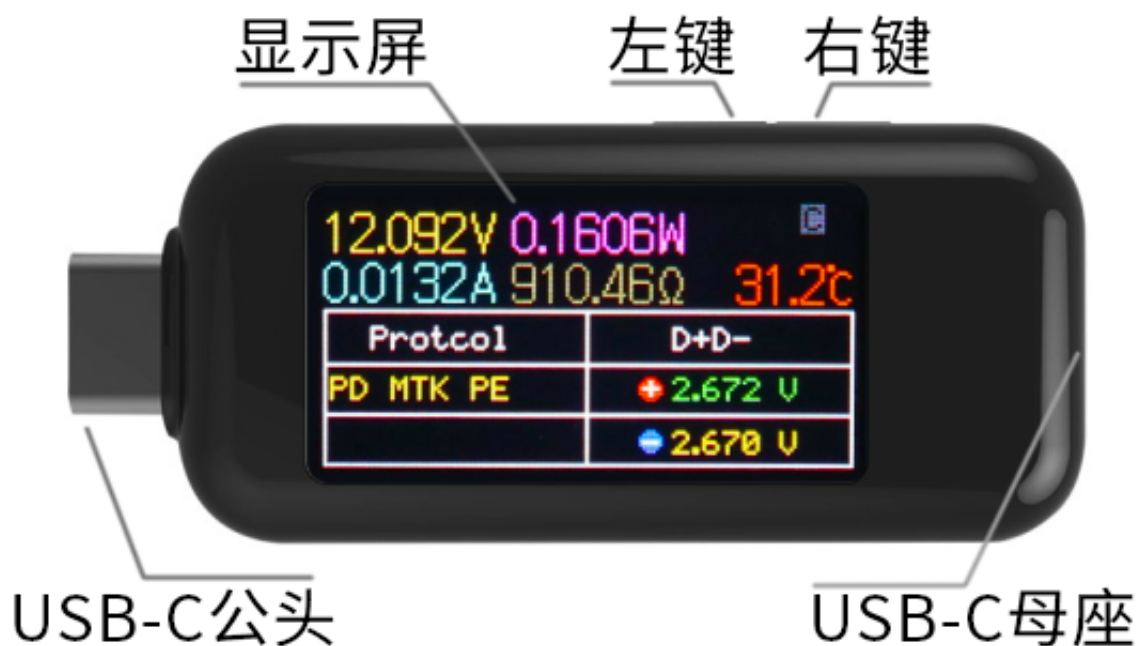 显示屏
左键
右键
12.092V 0.1606W
0.0132A 910.46Ω 31.2℃
Protcol D+D-
PD MTK PE +2.672 V
-2.670 V
USB-C公头
USB-C母座